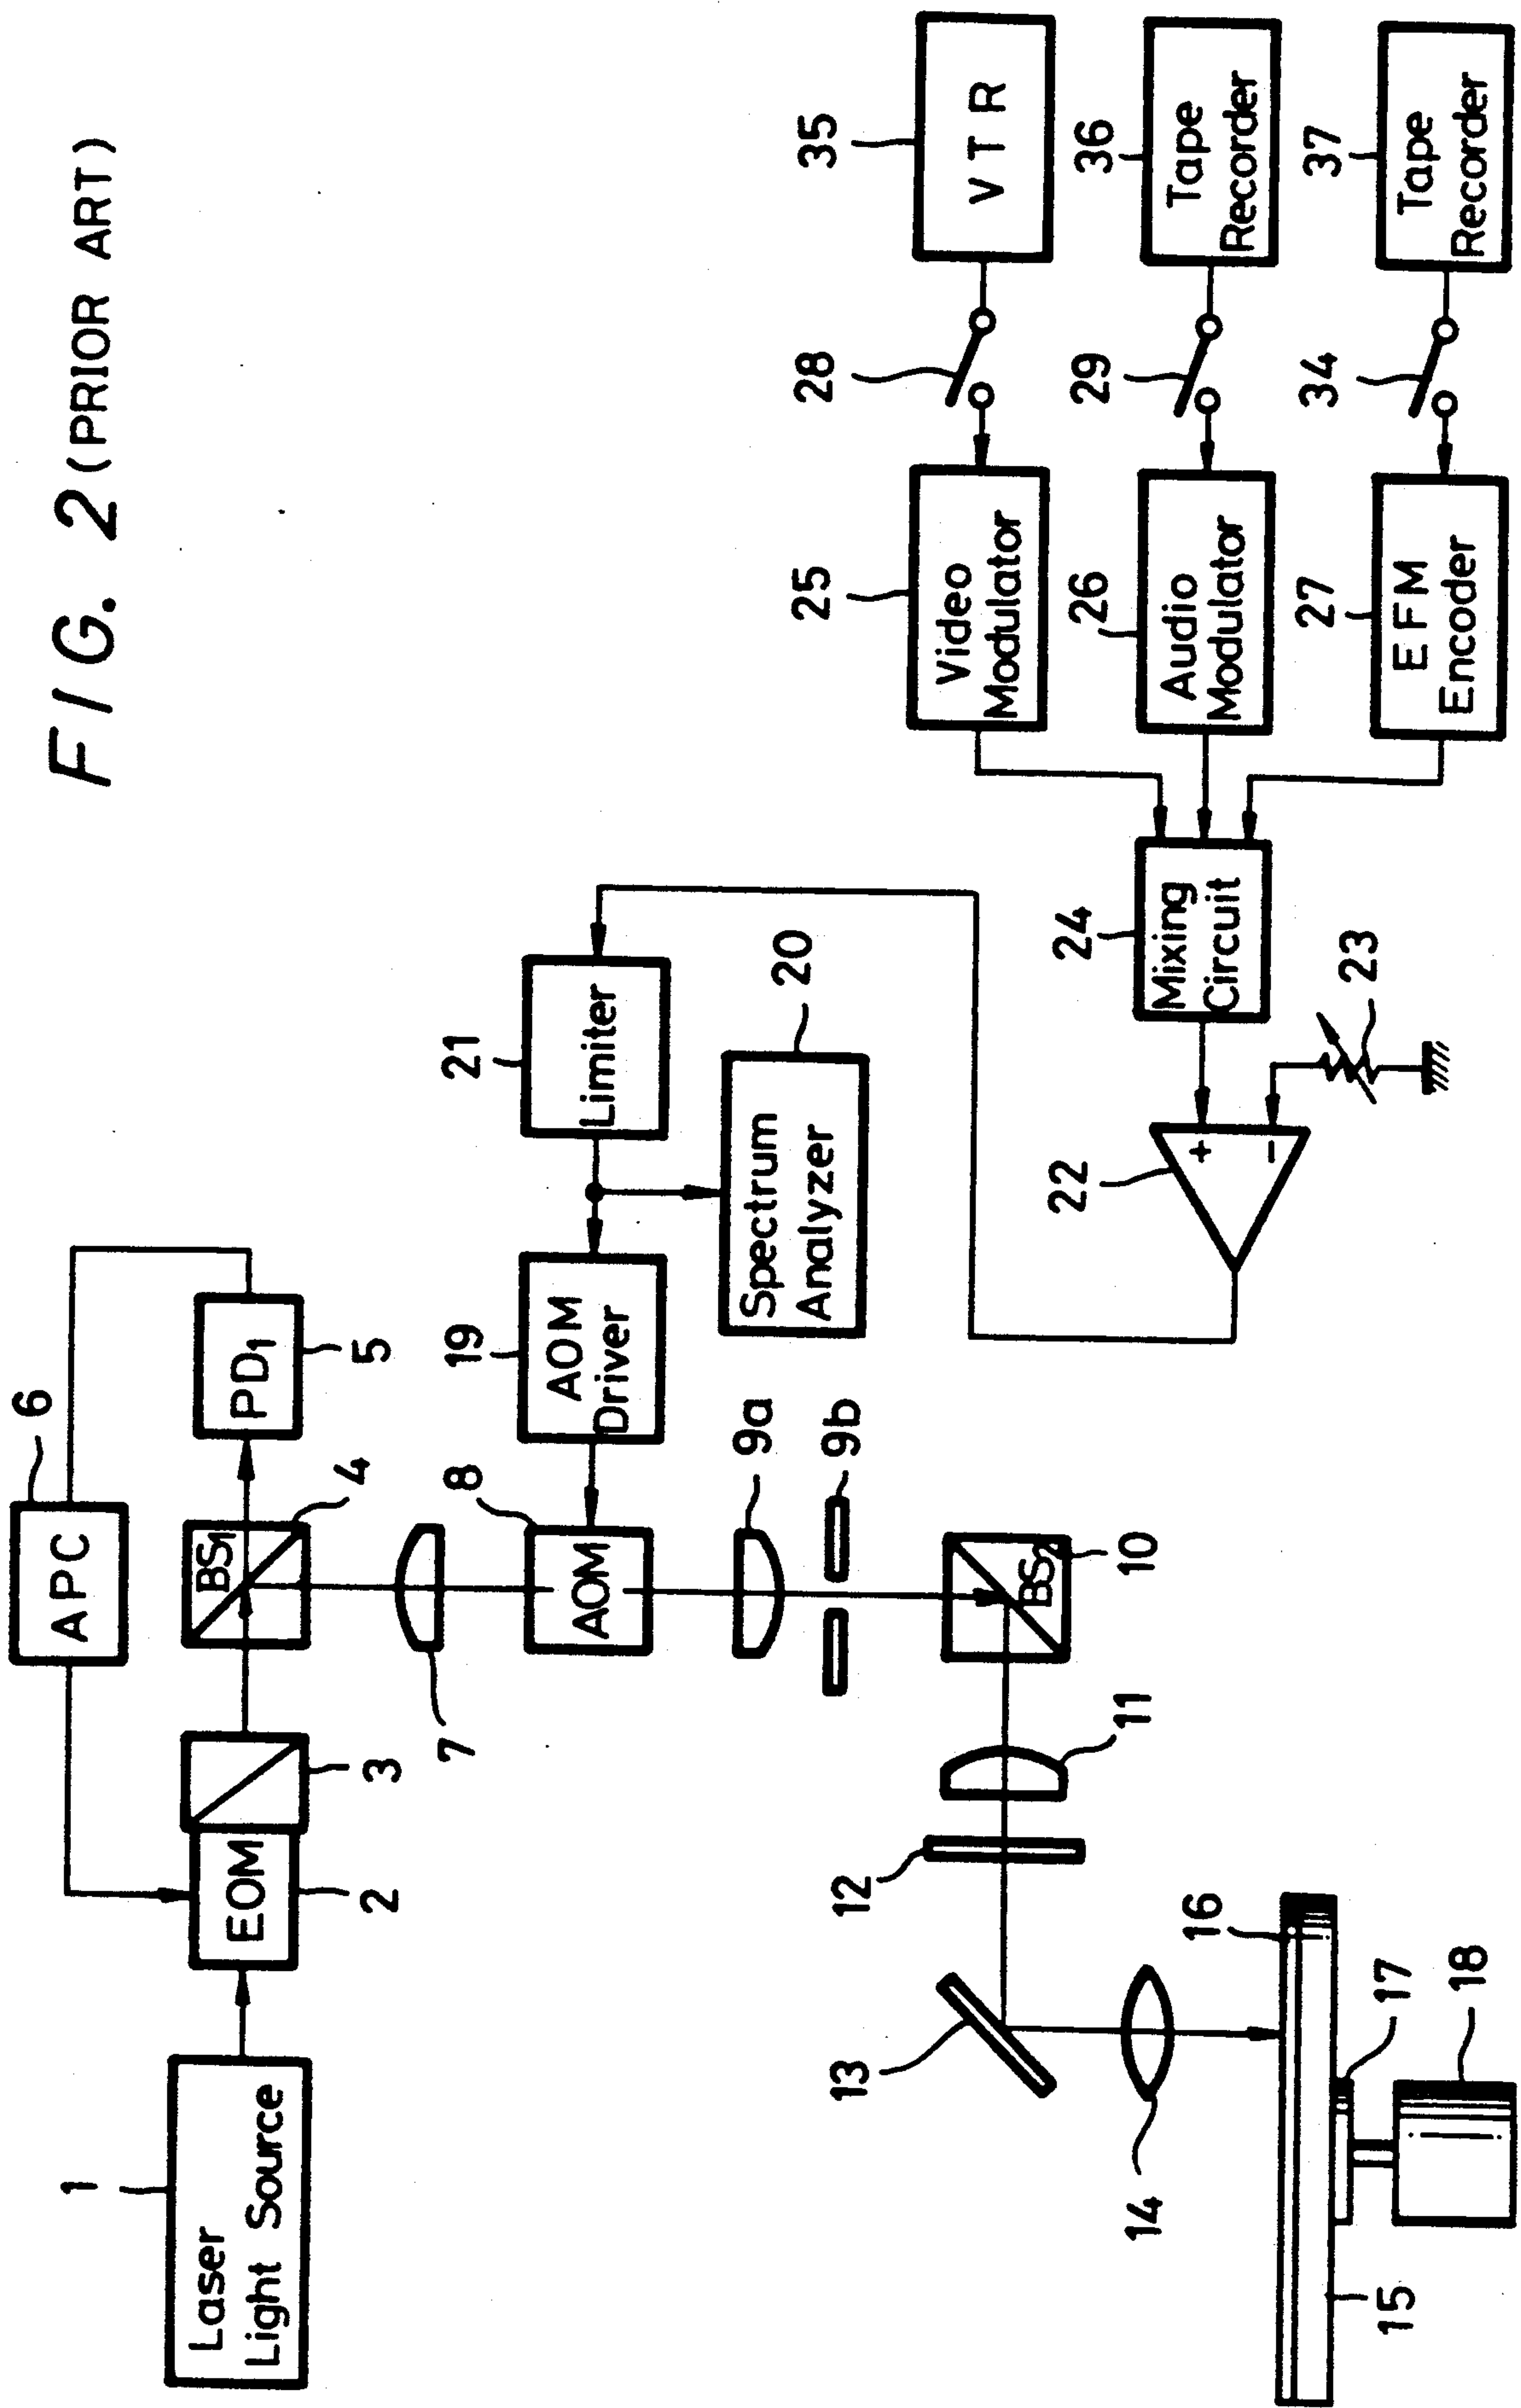 FIG. 2 (PRIOR ART)
1
Laser
Light Source
EOM
2
3
BS1
4
PD1
5
APC
6
7
8
AOM
19
AOM
Driver
21
Limiter
20
Spectrum
Analyzer
9a
9b
BS2
10
11
12
13
14
15
16
17
18
22
+
−
23
24
Mixing
Circuit
25
Video
Modulator
26
Audio
Modulator
27
EFM
Encoder
28
29
34
35
VTR
36
Tape
Recorder
37
Tape
Recorder